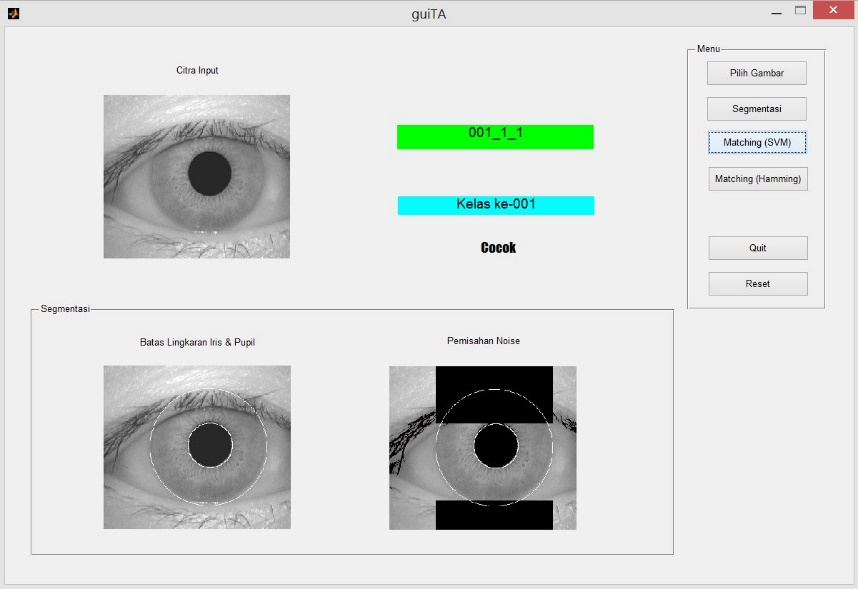 guiTA
Citra Input
001_1_1
Kelas ke-001
Cocok
Menu
Pilih Gambar
Segmentasi
Matching (SVM)
Matching (Hamming)
Quit
Reset
Segmentasi
Batas Lingkaran Iris & Pupil
Pemisahan Noise